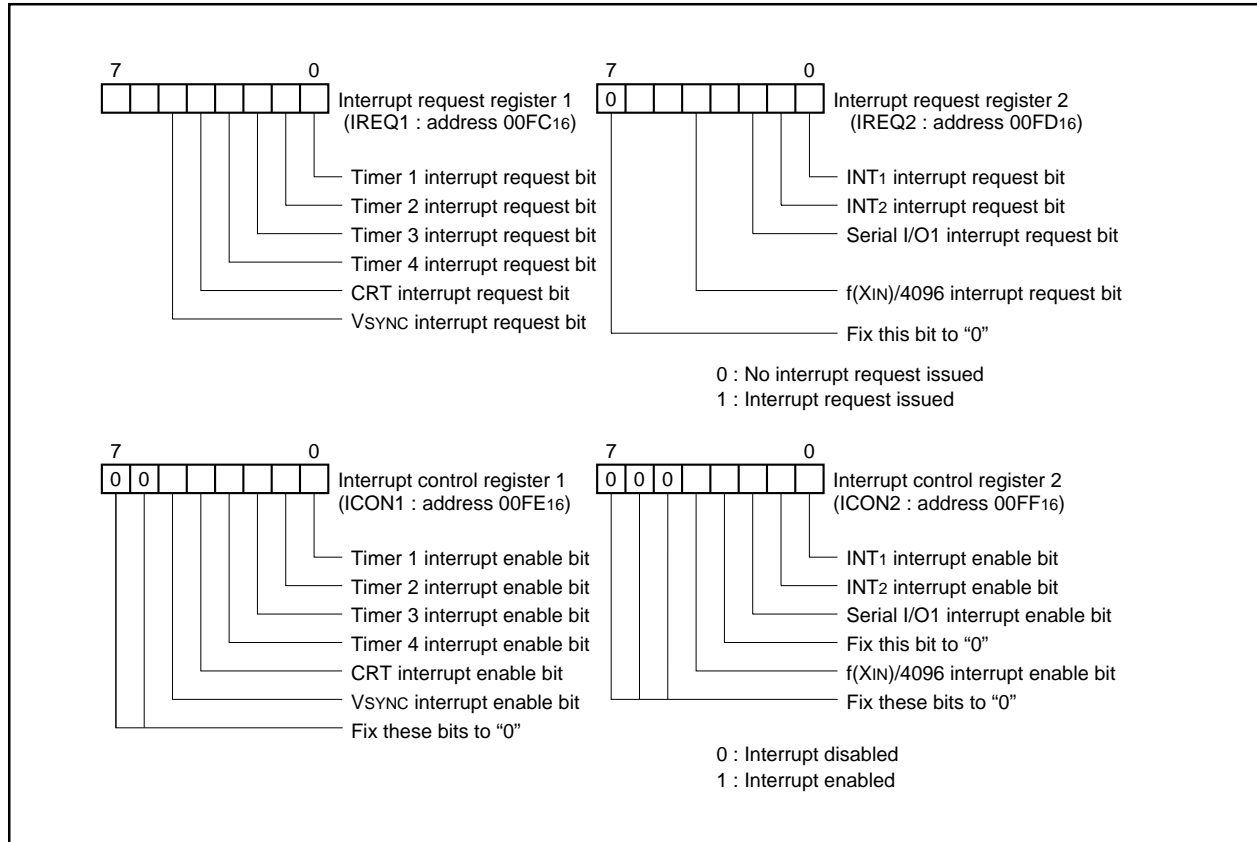 7 0
Interrupt request register 1
(IREQ1 : address 00FC16)
Timer 1 interrupt request bit
Timer 2 interrupt request bit
Timer 3 interrupt request bit
Timer 4 interrupt request bit
CRT interrupt request bit
VSYNC interrupt request bit
7 0
0
Interrupt request register 2
(IREQ2 : address 00FD16)
INT1 interrupt request bit
INT2 interrupt request bit
Serial I/O1 interrupt request bit
f(XIN)/4096 interrupt request bit
Fix this bit to “0”
0 : No interrupt request issued
1 : Interrupt request issued
7 0
0 0
Interrupt control register 1
(ICON1 : address 00FE16)
Timer 1 interrupt enable bit
Timer 2 interrupt enable bit
Timer 3 interrupt enable bit
Timer 4 interrupt enable bit
CRT interrupt enable bit
VSYNC interrupt enable bit
Fix these bits to “0”
7 0
0 0 0
Interrupt control register 2
(ICON2 : address 00FF16)
INT1 interrupt enable bit
INT2 interrupt enable bit
Serial I/O1 interrupt enable bit
Fix this bit to “0”
f(XIN)/4096 interrupt enable bit
Fix these bits to “0”
0 : Interrupt disabled
1 : Interrupt enabled